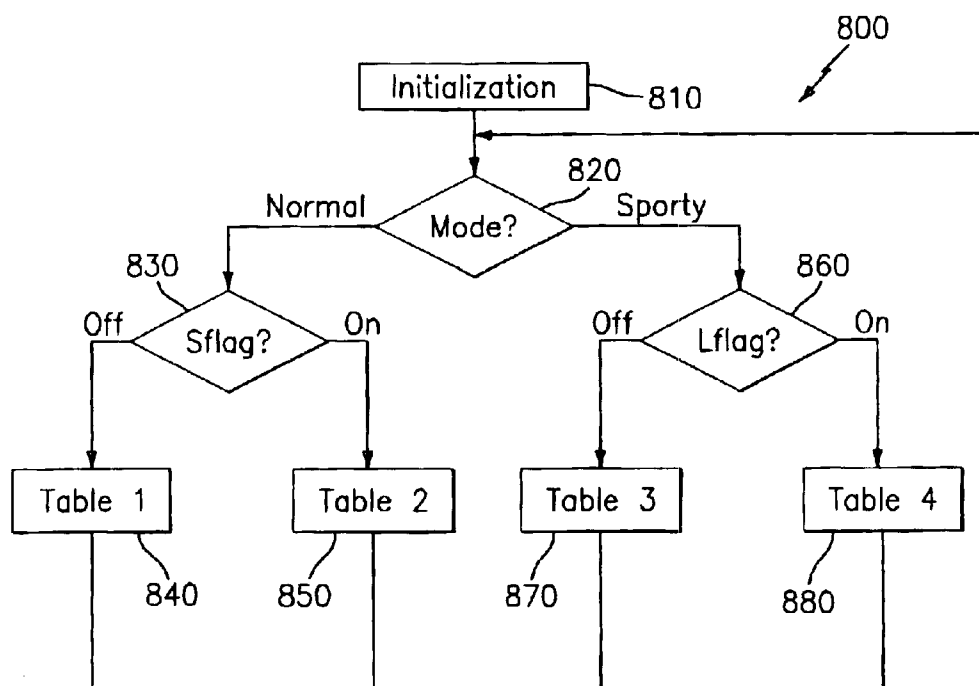 800
Initialization
810
820
Normal
Mode?
Sporty
830
860
Off
Sflag?
On
Off
Lflag?
On
Table 1
Table 2
Table 3
Table 4
840
850
870
880